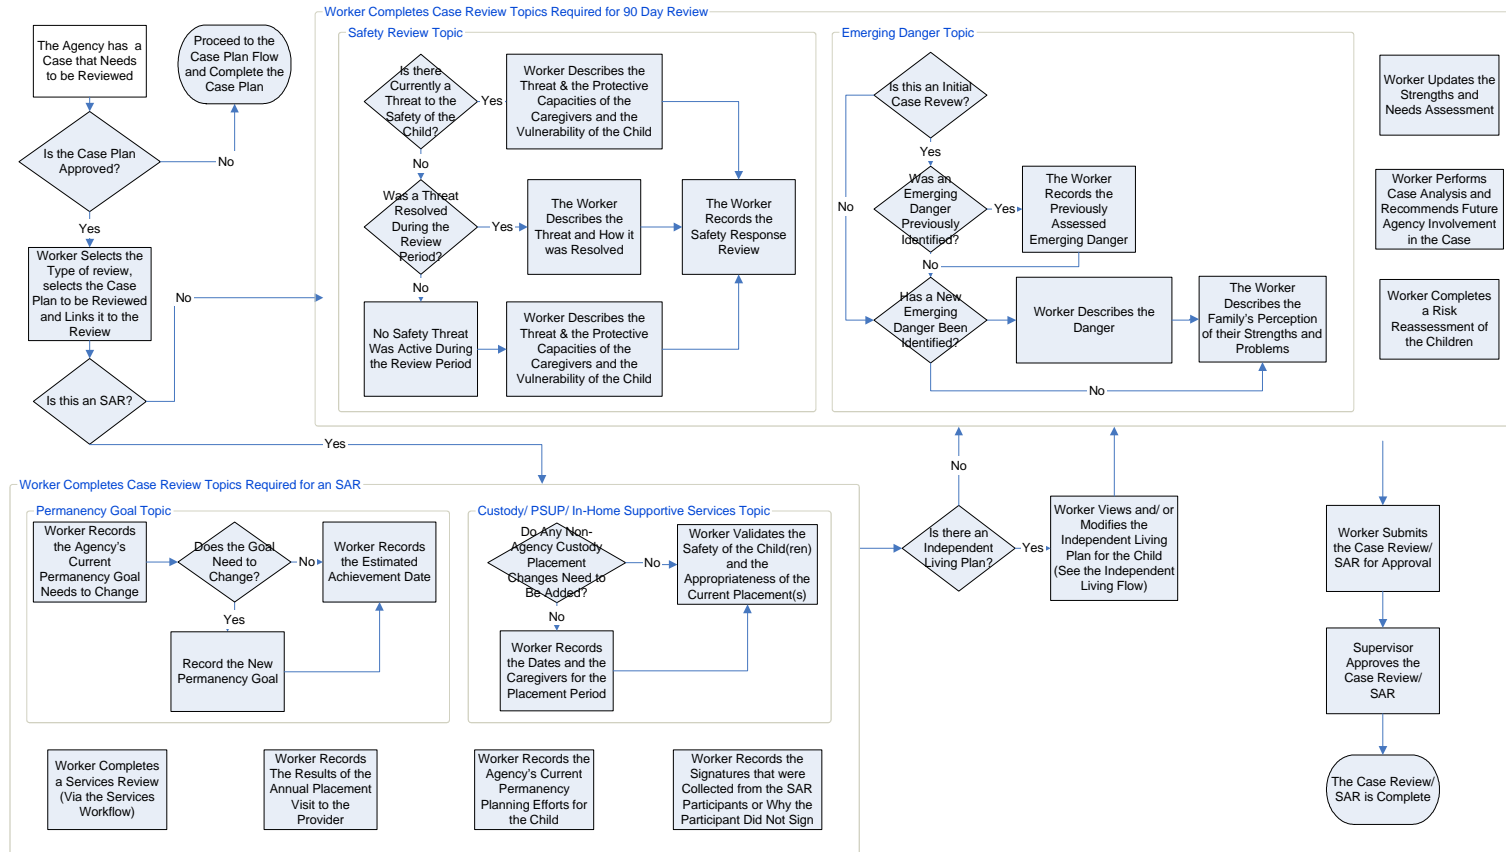 Worker Completes Case Review Topics Required for 90 Day Review
The Agency has a
Case that Needs
to be Reviewed
Proceed to the
Case Plan Flow
and Complete the
Case Plan
Is the Case Plan
Approved?
No
Yes
Worker Selects the
Type of review,
selects the Case
Plan to be Reviewed
and Links it to the
Review
No
Is this an SAR?
Yes
Safety Review Topic
Is there
Currently a
Threat to the
Safety of the
Child?
Yes
Worker Describes the
Threat & the Protective
Capacities of the
Caregivers and the
Vulnerability of the Child
No
Was a Threat
Resolved
During the
Review
Period?
Yes
The Worker
Describes the
Threat and How it
was Resolved
The Worker
Records the
Safety Response
Review
No
No Safety Threat
Was Active During
the Review Period
Worker Describes the
Threat & the Protective
Capacities of the
Caregivers and the
Vulnerability of the Child
Emerging Danger Topic
Is this an Initial
Case Revew?
Yes
No
Was an
Emerging
Danger
Previously
Identified?
Yes
The Worker
Records the
Previously
Assessed
Emerging Danger
No
Has a New
Emerging
Danger Been
Identified?
Worker Describes the
Danger
The Worker
Describes the
Family's Perception
of their Strengths and
Problems
No
Worker Updates the
Strengths and
Needs Assessment
Worker Performs
Case Analysis and
Recommends Future
Agency Involvement
in the Case
Worker Completes
a Risk
Reassessment of
the Children
Worker Completes Case Review Topics Required for an SAR
Permanency Goal Topic
Worker Records
the Agency's
Current
Permanency Goal
Needs to Change
Does the Goal
Need to
Change?
No
Worker Records
the Estimated
Achievement Date
Yes
Record the New
Permanency Goal
Custody/ PSUP/ In-Home Supportive Services Topic
Do Any Non-
Agency Custody
Placement
Changes Need to
Be Added?
No
Worker Validates the
Safety of the Child(ren)
and the
Appropriateness of the
Current Placement(s)
No
Worker Records
the Dates and the
Caregivers for the
Placement Period
Worker Completes
a Services Review
(Via the Services
Workflow)
Worker Records
The Results of the
Annual Placement
Visit to the
Provider
Worker Records the
Agency's Current
Permanency
Planning Efforts for
the Child
Worker Records the
Signatures that were
Collected from the SAR
Participants or Why the
Participant Did Not Sign
No
Is there an
Independent
Living Plan?
Yes
Worker Views and/ or
Modifies the
Independent Living
Plan for the Child
(See the Independent
Living Flow)
Worker Submits
the Case Review/
SAR for Approval
Supervisor
Approves the
Case Review/
SAR
The Case Review/
SAR is Complete